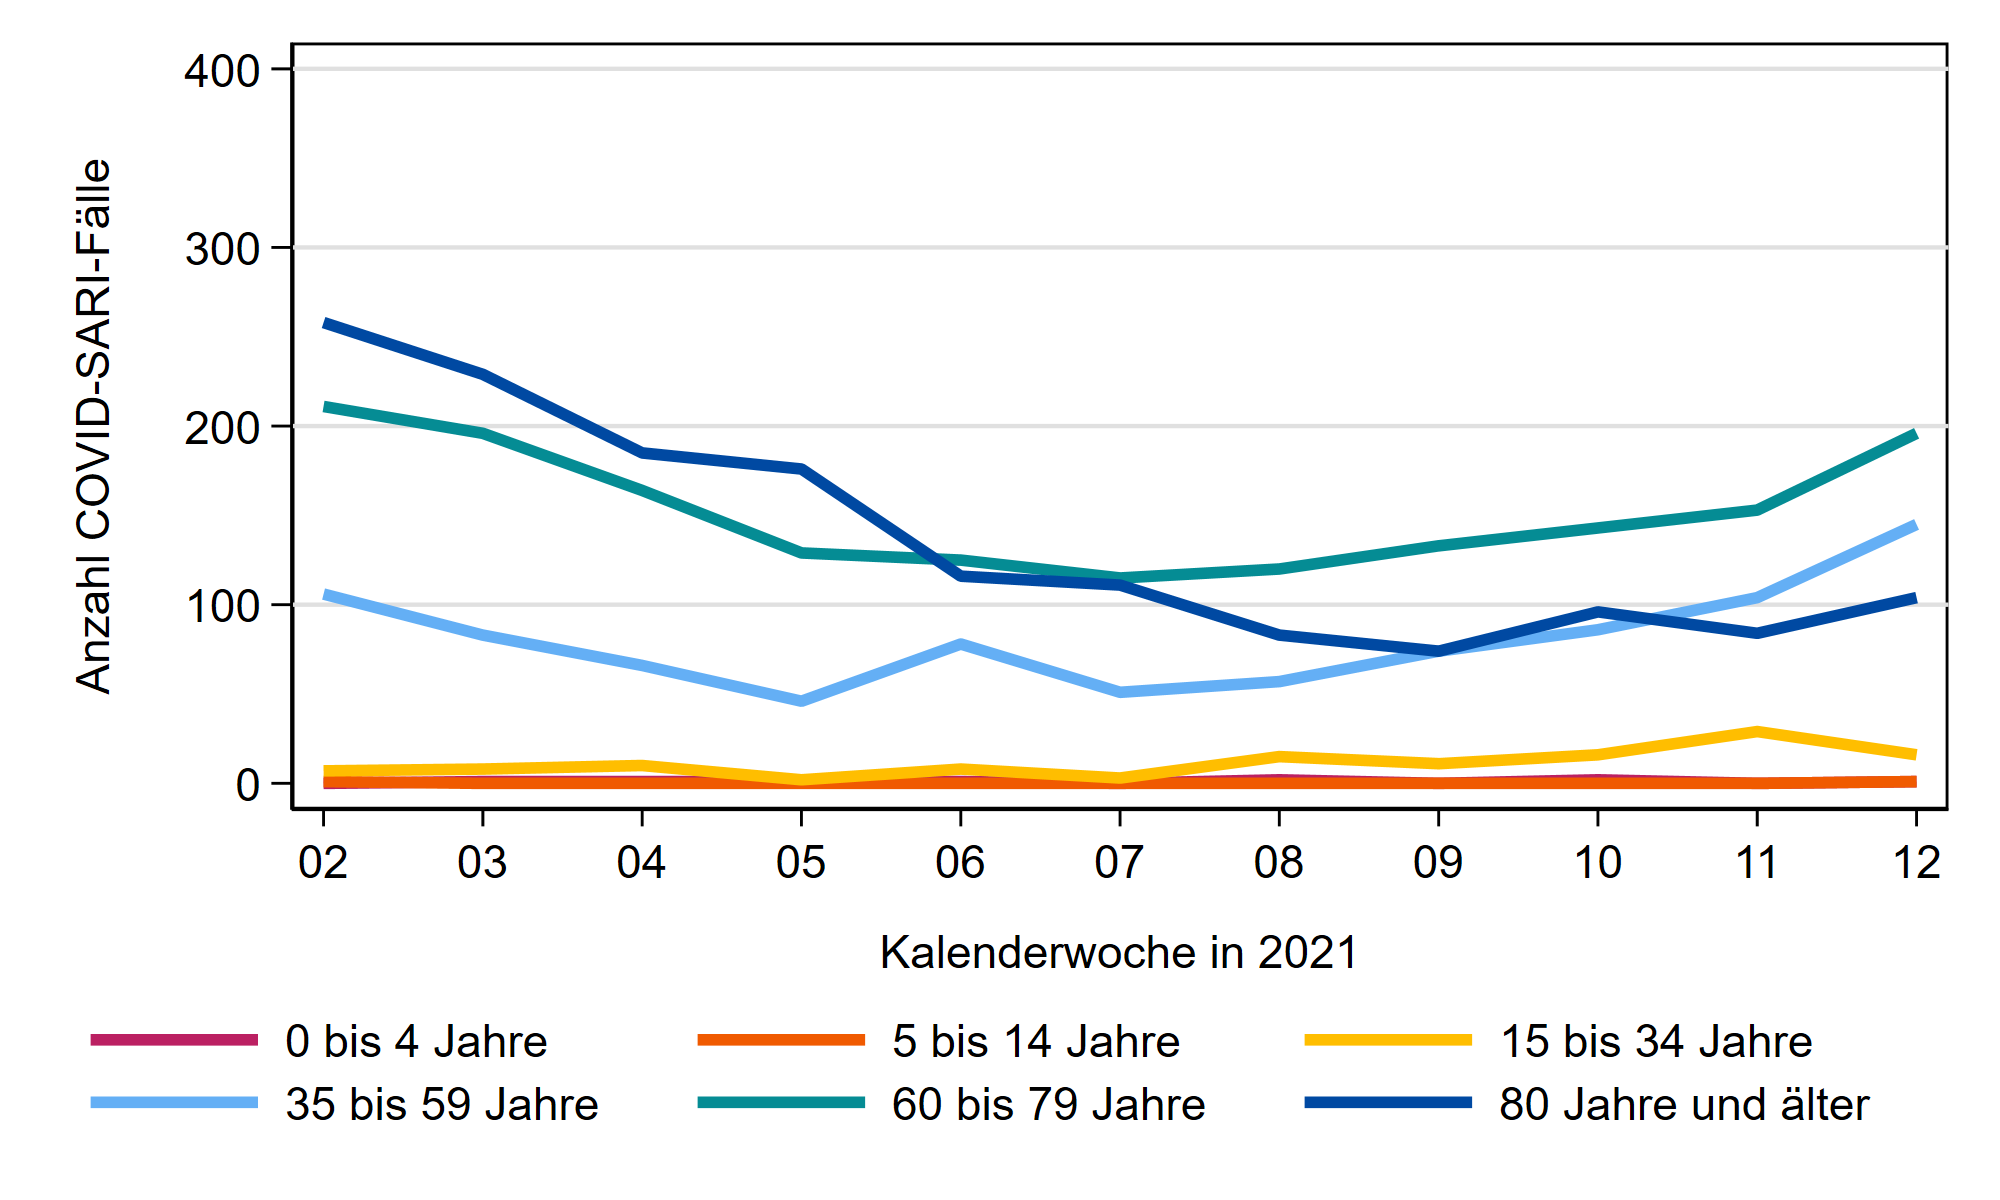 400
300
200
100
0
Anzahl COVID-SARI-Fälle
02 03 04 05 06 07 08 09 10 11 12
Kalenderwoche in 2021
0 bis 4 Jahre 5 bis 14 Jahre 15 bis 34 Jahre
35 bis 59 Jahre 60 bis 79 Jahre 80 Jahre und älter